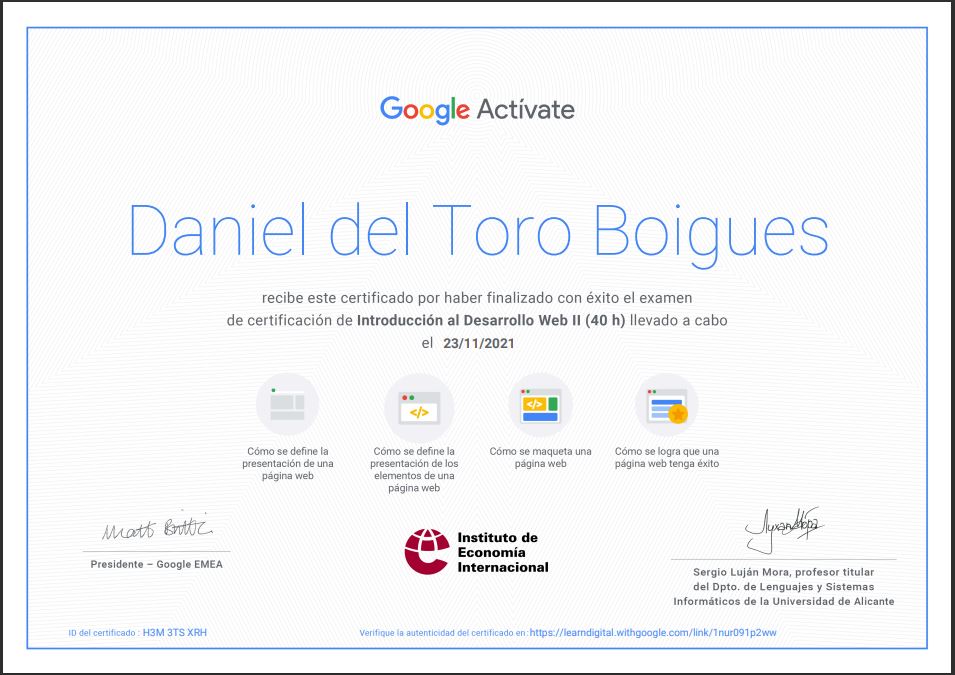 Google Actívate
Daniel del Toro Boigues
recibe este certificado por haber finalizado con éxito el examen
de certificación de Introducción al Desarrollo Web II (40 h) llevado a cabo
el 23/11/2021
</>
</>
Cómo se define la
presentación de una
página web
Cómo se define la
presentación de los
elementos de una
página web
Cómo se maqueta una
página web
Cómo se logra que una
página web tenga éxito
Presidente – Google EMEA
Instituto de
Economía
Internacional
Sergio Luján Mora, profesor titular
del Dpto. de Lenguajes y Sistemas
Informáticos de la Universidad de Alicante
ID del certificado : H3M 3TS XRH
Verifique la autenticidad del certificado en: https://learndigital.withgoogle.com/link/1nur091p2ww